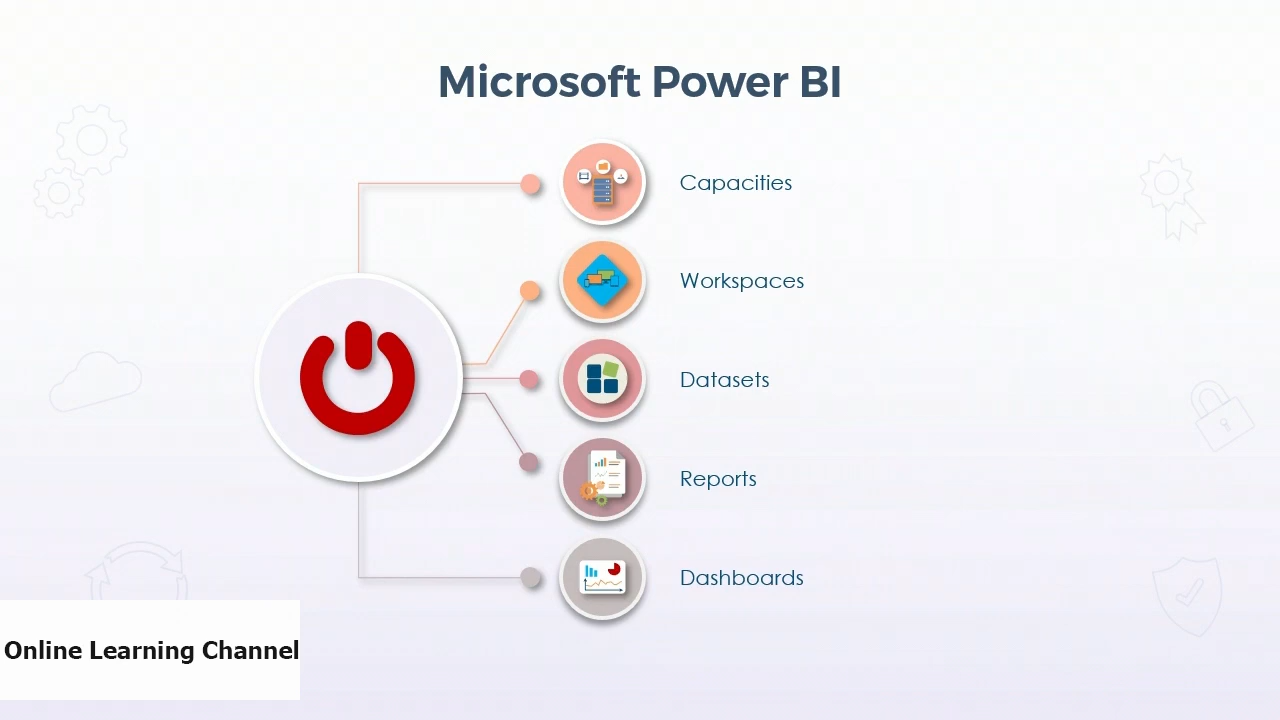 Microsoft Power BI
Capacities
Workspaces
Datasets
Reports
Dashboards
Online Learning Channel